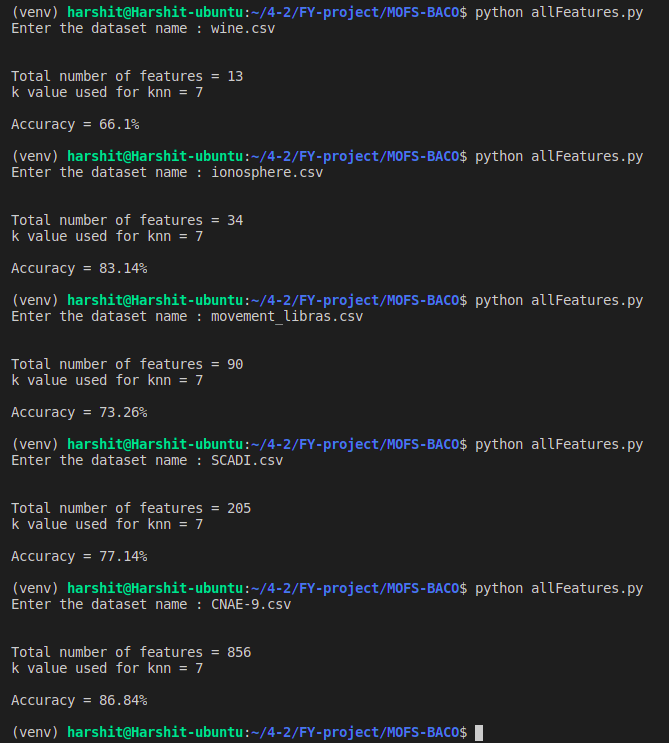 (venv) harshit@Harshit-ubuntu:~/4-2/FY-project/MOFS-BACO$ python allFeatures.py
Enter the dataset name : wine.csv
Total number of features = 13
k value used for knn = 7
Accuracy = 66.1%
(venv) harshit@Harshit-ubuntu:~/4-2/FY-project/MOFS-BACO$ python allFeatures.py
Enter the dataset name : ionosphere.csv
Total number of features = 34
k value used for knn = 7
Accuracy = 83.14%
(venv) harshit@Harshit-ubuntu:~/4-2/FY-project/MOFS-BACO$ python allFeatures.py
Enter the dataset name : movement_libras.csv
Total number of features = 90
k value used for knn = 7
Accuracy = 73.26%
(venv) harshit@Harshit-ubuntu:~/4-2/FY-project/MOFS-BACO$ python allFeatures.py
Enter the dataset name : SCADI.csv
Total number of features = 205
k value used for knn = 7
Accuracy = 77.14%
(venv) harshit@Harshit-ubuntu:~/4-2/FY-project/MOFS-BACO$ python allFeatures.py
Enter the dataset name : CNAE-9.csv
Total number of features = 856
k value used for knn = 7
Accuracy = 86.84%
(venv) harshit@Harshit-ubuntu:~/4-2/FY-project/MOFS-BACO$